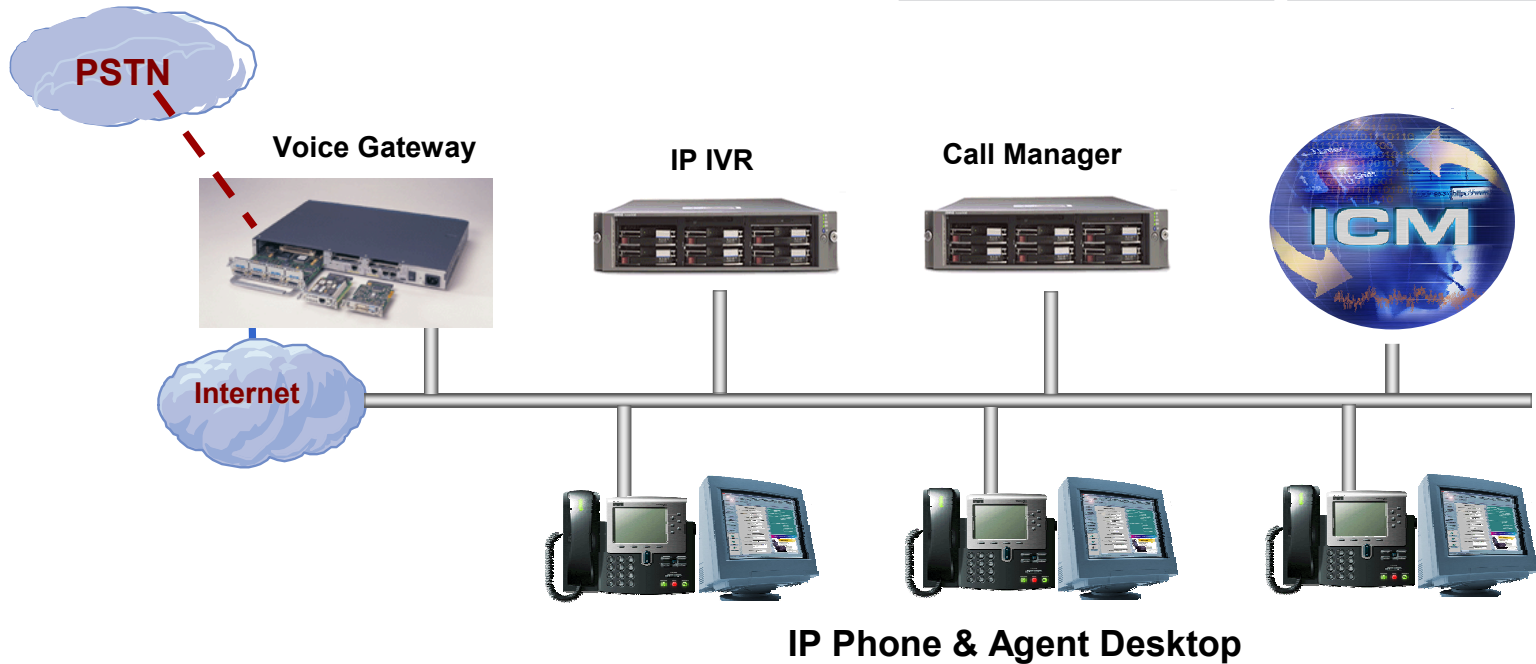 PSTN
Voice Gateway
IP IVR
Call Manager
ICM
Internet
IP Phone & Agent Desktop